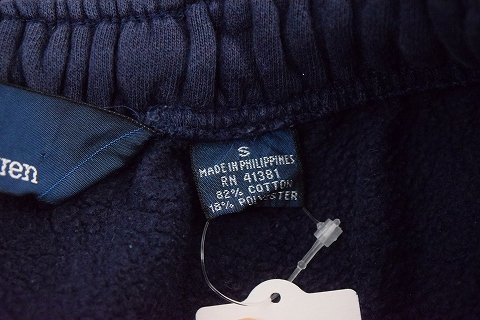 ren
S
MADE IN PHILIPPINES
RN 41381
82% COTTON
18% POLYESTER